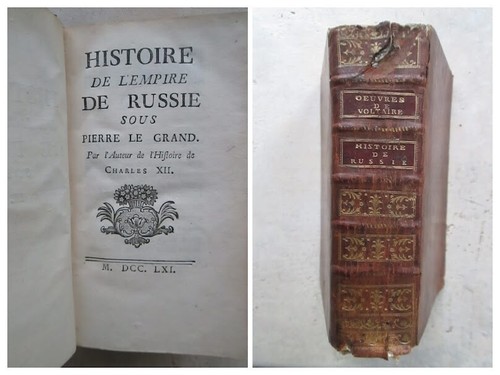 HISTOIRE
DE L'EMPIRE
DE RUSSIE
SOUS
PIERRE LE GRAND.
Par l'Auteur de l'Histoire de
CHARLES XII.
M. DCC. LXI.
OEUVRES
DE
VOLTAIRE
HISTOIRE
DE
RUSSIE